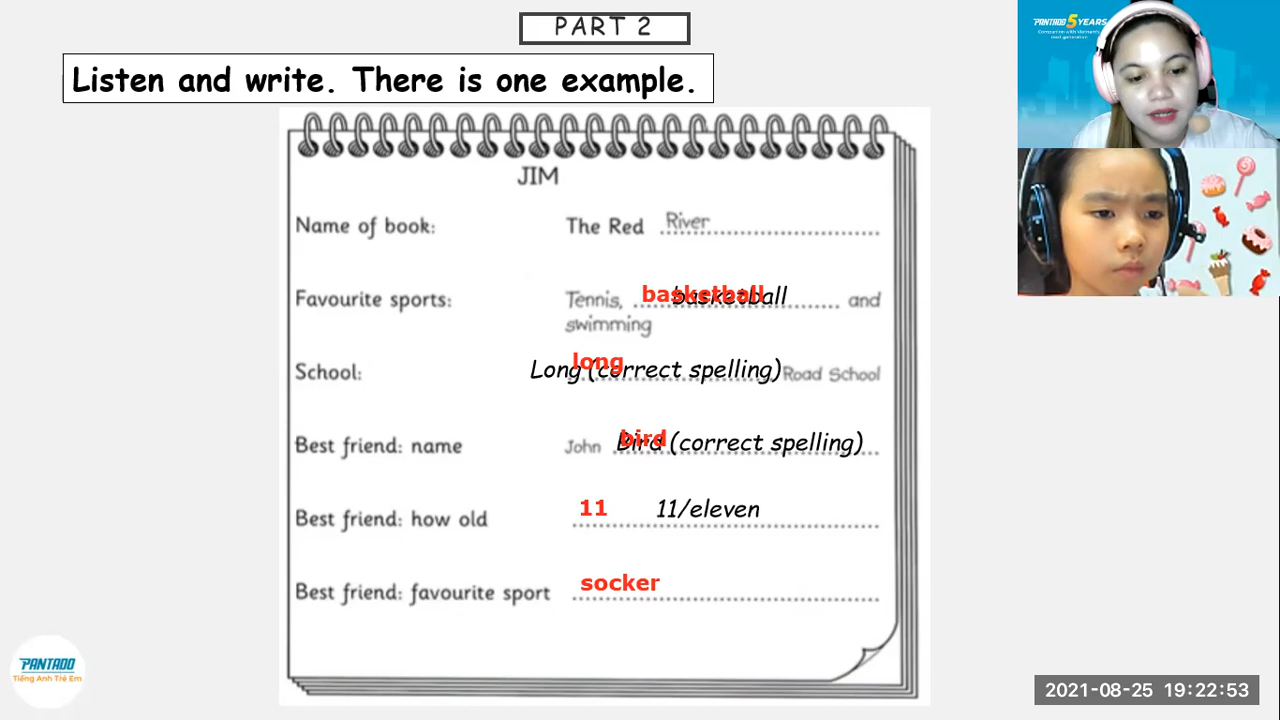 PART 2
PANTADO 5 YEARS
Listen and write. There is one example.
JIM
Name of book: The Red River
Favourite sports: Tennis, basketball basketball and
swimming
School: long Long (correct spelling) Road School
Best friend: name John bird Bird (correct spelling)
Best friend: how old 11 11/eleven
Best friend: favourite sport socker
PANTADO
Tiếng Anh Trẻ Em
2021-08-25 19:22:53